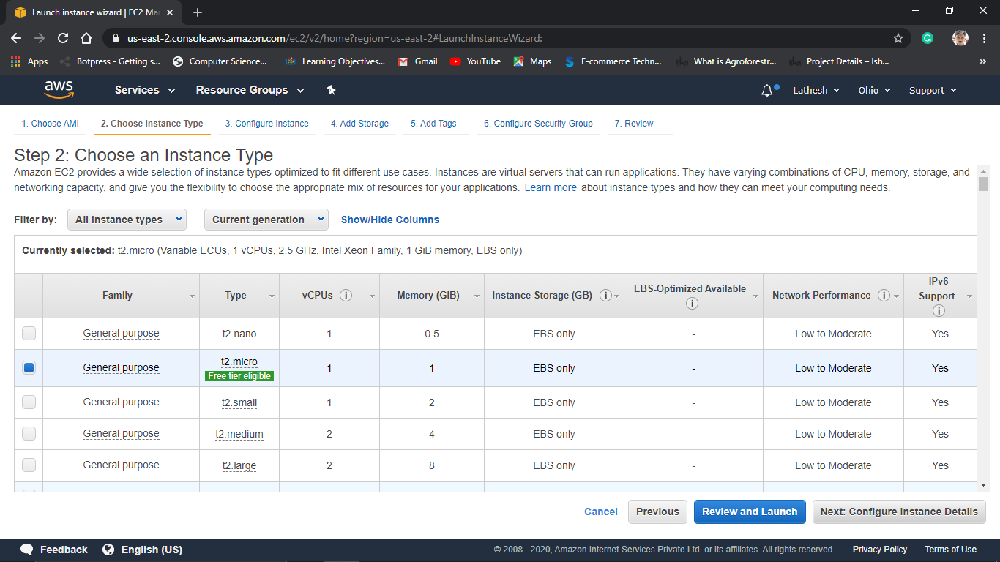 Launch instance wizard | EC2 Ma
us-east-2.console.aws.amazon.com/ec2/v2/home?region=us-east-2#LaunchInstanceWizard:
Apps Botpress - Getting s... Computer Science... Learning Objectives... Gmail YouTube Maps E-commerce Techn... What is Agroforestr... Project Details – Ish... »
aws Services Resource Groups Lathesh Ohio Support
1. Choose AMI 2. Choose Instance Type 3. Configure Instance 4. Add Storage 5. Add Tags 6. Configure Security Group 7. Review
Step 2: Choose an Instance Type
Amazon EC2 provides a wide selection of instance types optimized to fit different use cases. Instances are virtual servers that can run applications. They have varying combinations of CPU, memory, storage, and
networking capacity, and give you the flexibility to choose the appropriate mix of resources for your applications. Learn more about instance types and how they can meet your computing needs.
Filter by: All instance types Current generation Show/Hide Columns
Currently selected: t2.micro (Variable ECUs, 1 vCPUs, 2.5 GHz, Intel Xeon Family, 1 GiB memory, EBS only)
Family Type vCPUs Memory (GiB) Instance Storage (GB) EBS-Optimized Available Network Performance IPv6 Support
General purpose t2.nano 1 0.5 EBS only - Low to Moderate Yes
General purpose t2.micro 1 1 EBS only - Low to Moderate Yes
Free tier eligible
General purpose t2.small 1 2 EBS only - Low to Moderate Yes
General purpose t2.medium 2 4 EBS only - Low to Moderate Yes
General purpose t2.large 2 8 EBS only - Low to Moderate Yes
Cancel Previous Review and Launch Next: Configure Instance Details
Feedback English (US) © 2008 - 2020, Amazon Internet Services Private Ltd. or its affiliates. All rights reserved. Privacy Policy Terms of Use